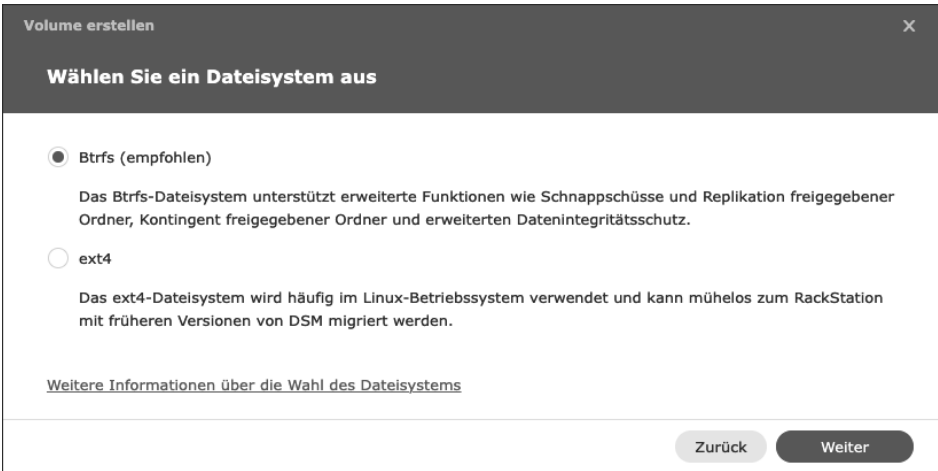 Volume erstellen
Wählen Sie ein Dateisystem aus
Btrfs (empfohlen)
Das Btrfs-Dateisystem unterstützt erweiterte Funktionen wie Schnappschüsse und Replikation freigegebener
Ordner, Kontingent freigegebener Ordner und erweiterten Datenintegritätsschutz.
ext4
Das ext4-Dateisystem wird häufig im Linux-Betriebssystem verwendet und kann mühelos zum RackStation
mit früheren Versionen von DSM migriert werden.
Weitere Informationen über die Wahl des Dateisystems
Zurück
Weiter